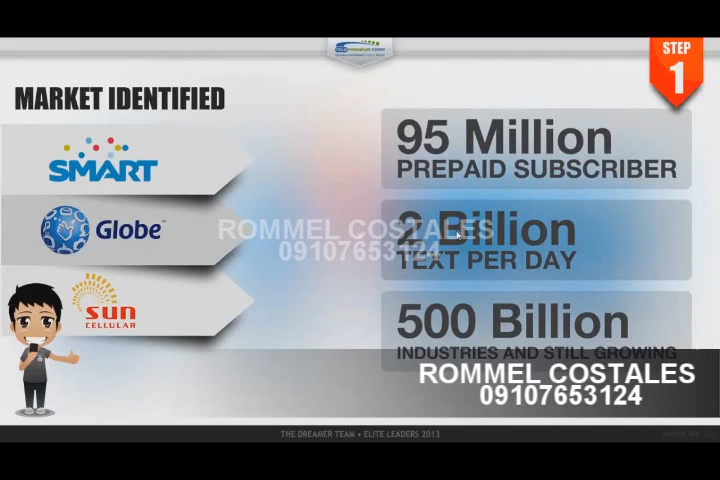 STEP
1
MARKET IDENTIFIED
95 Million
PREPAID SUBSCRIBER
SMART
Globe
2 Billion
TEXT PER DAY
ROMMEL COSTALES
09107653124
sun
CELLULAR
500 Billion
INDUSTRIES AND STILL GROWING
ROMMEL COSTALES
09107653124
THE DREAMER TEAM • ELITE LEADERS 2013